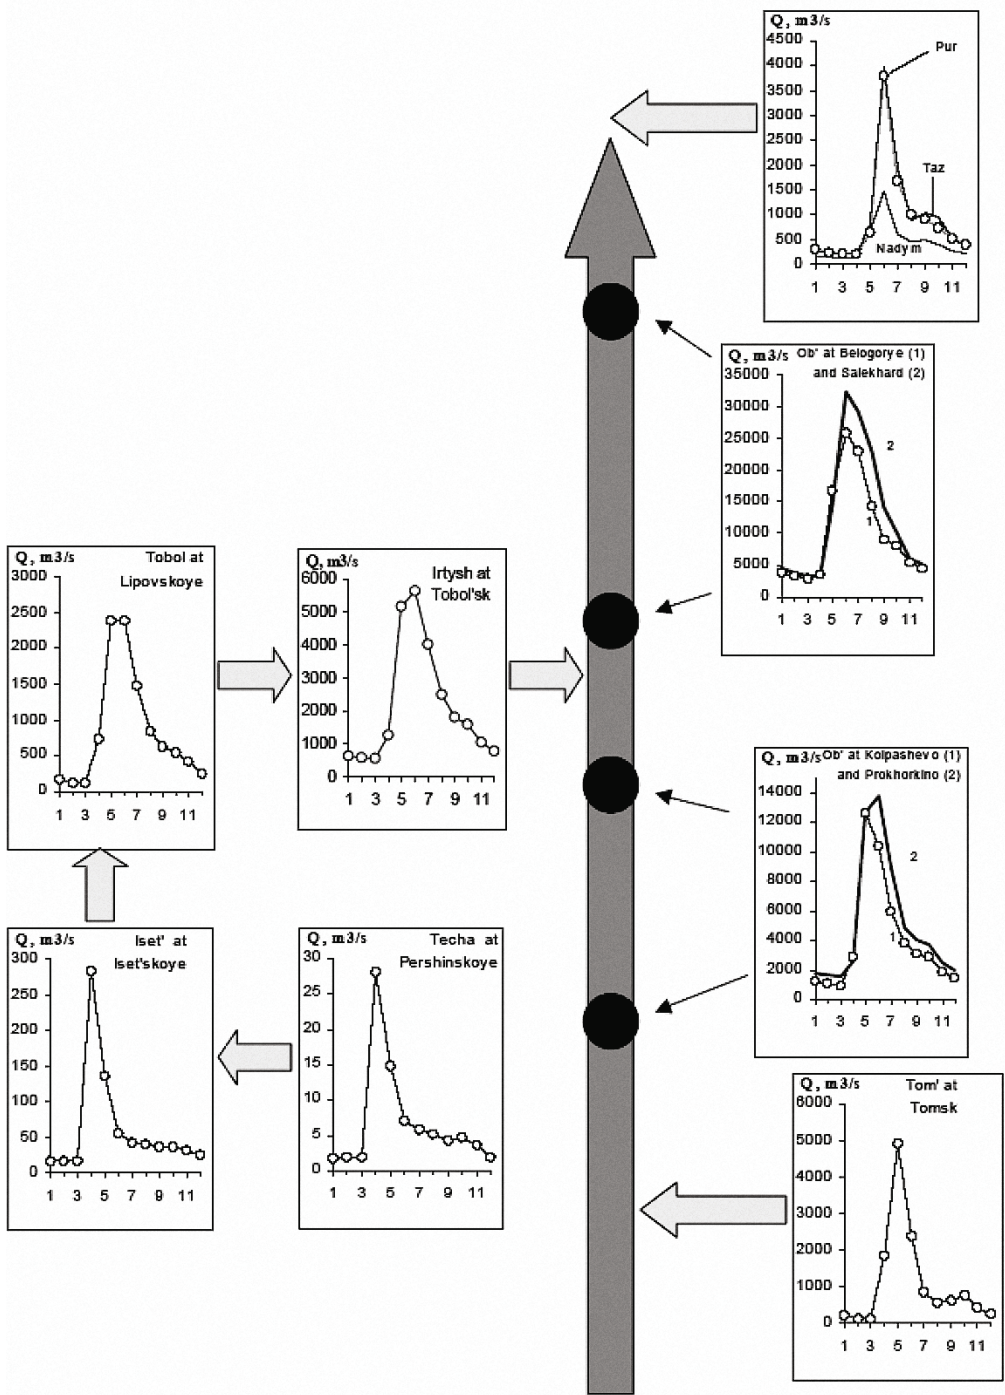 Q, m3/s
4500
4000
3500
3000
2500
2000
1500
1000
500
0
Pur
Taz
Nadym
1 3 5 7 9 11
Q, m3/s Ob' at Belogorye (1)
and Salekhard (2)
35000
30000
25000
20000
15000
10000
5000
0
2
1
1 3 5 7 9 11
Q, m3/s
Tobol at
Lipovskoye
3000
2500
2000
1500
1000
500
0
1 3 5 7 9 11
Q, m3/s
Irtysh at
Tobol'sk
6000
5000
4000
3000
2000
1000
0
1 3 5 7 9 11
Q, m3/s Ob' at Kolpashevo (1)
and Prokhorkino (2)
14000
12000
10000
8000
6000
4000
2000
0
2
1
1 3 5 7 9 11
Q, m3/s
Iset' at
Iset'skoye
300
250
200
150
100
50
0
1 3 5 7 9 11
Q, m3/s
Techa at
Pershinskoye
30
25
20
15
10
5
0
1 3 5 7 9 11
Q, m3/s
Tom' at
Tomsk
6000
5000
4000
3000
2000
1000
0
1 3 5 7 9 11